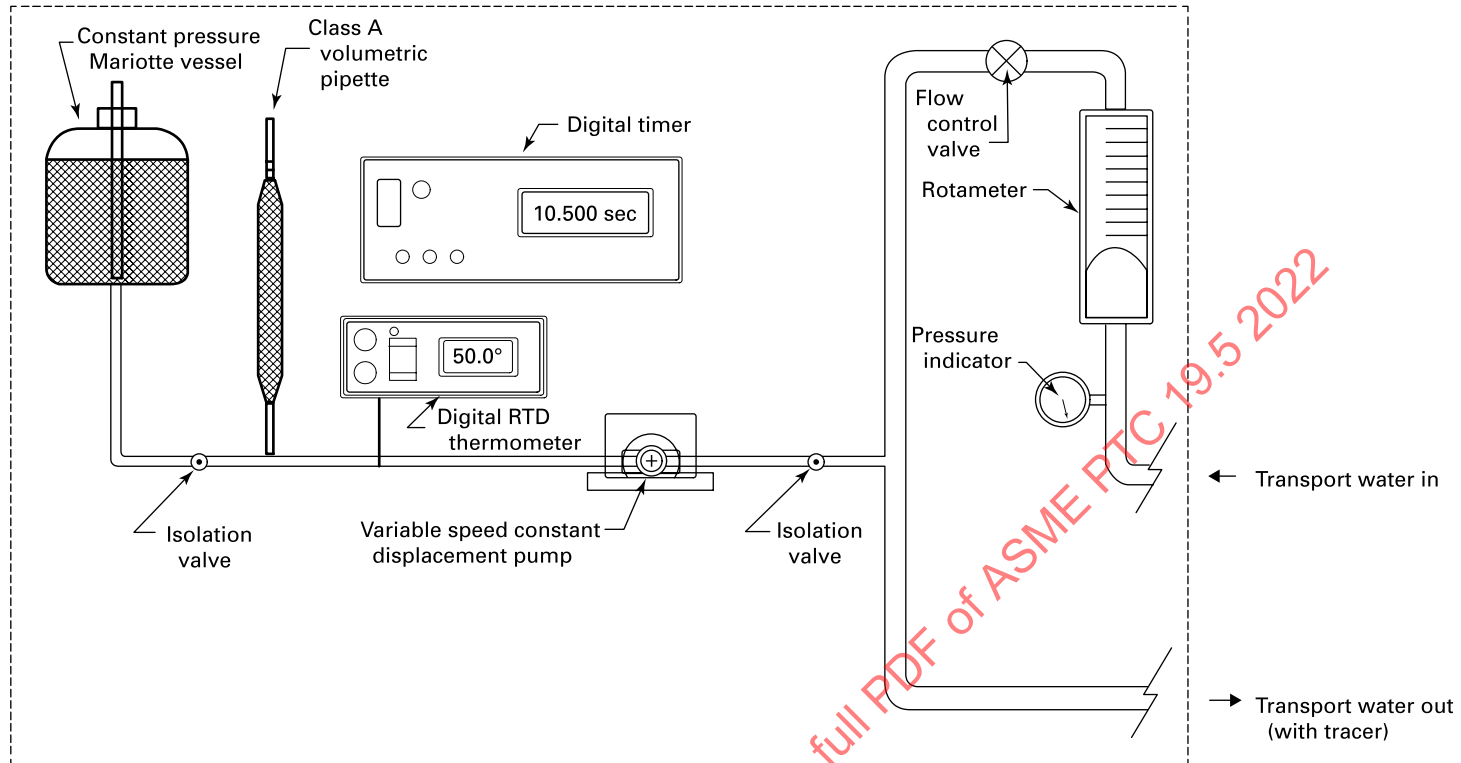 Constant pressure
Mariotte vessel
Class A
volumetric
pipette
Digital timer
10.500 sec
50.0°
Digital RTD
thermometer
Flow
control
valve
Rotameter
Pressure
indicator
Isolation
valve
Variable speed constant
displacement pump
Isolation
valve
Transport water in
Transport water out
(with tracer)
full PDF of ASME PTC 19.5 2022